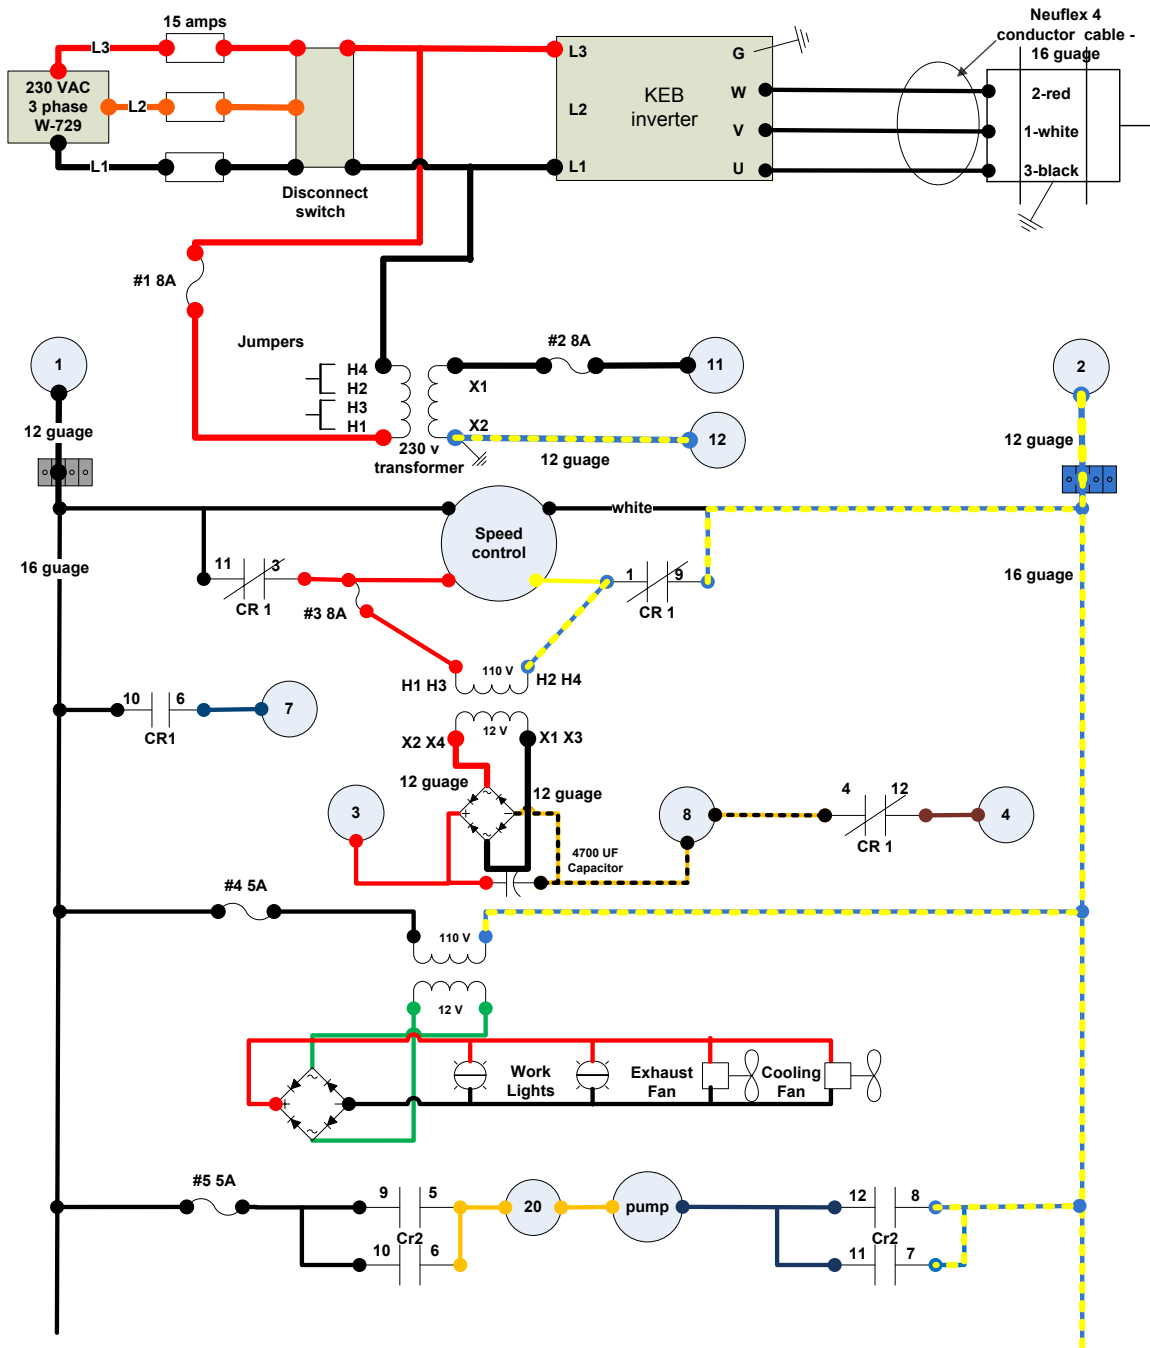 15 amps
Neuflex 4
conductor cable -
16 guage
L3
230 VAC
3 phase
W-729
L2
L1
Disconnect
switch
L3
L2
L1
KEB
inverter
G
W
V
U
2-red
1-white
3-black
#1 8A
Jumpers
H4
H2
H3
H1
230 v
transformer
X1
X2
#2 8A
11
12
12 guage
1
12 guage
2
12 guage
16 guage
16 guage
Speed
control
white
11
3
CR 1
#3 8A
1
9
CR 1
110 V
H1 H3
H2 H4
10
6
CR1
7
12 V
X2 X4
X1 X3
12 guage
12 guage
3
+
~
-
~
4700 UF
Capacitor
8
4
12
CR 1
4
#4 5A
110 V
12 V
~
+
-
~
Work
Lights
Exhaust
Fan
Cooling
Fan
#5 5A
9
5
Cr2
10
6
20
pump
12
8
Cr2
11
7